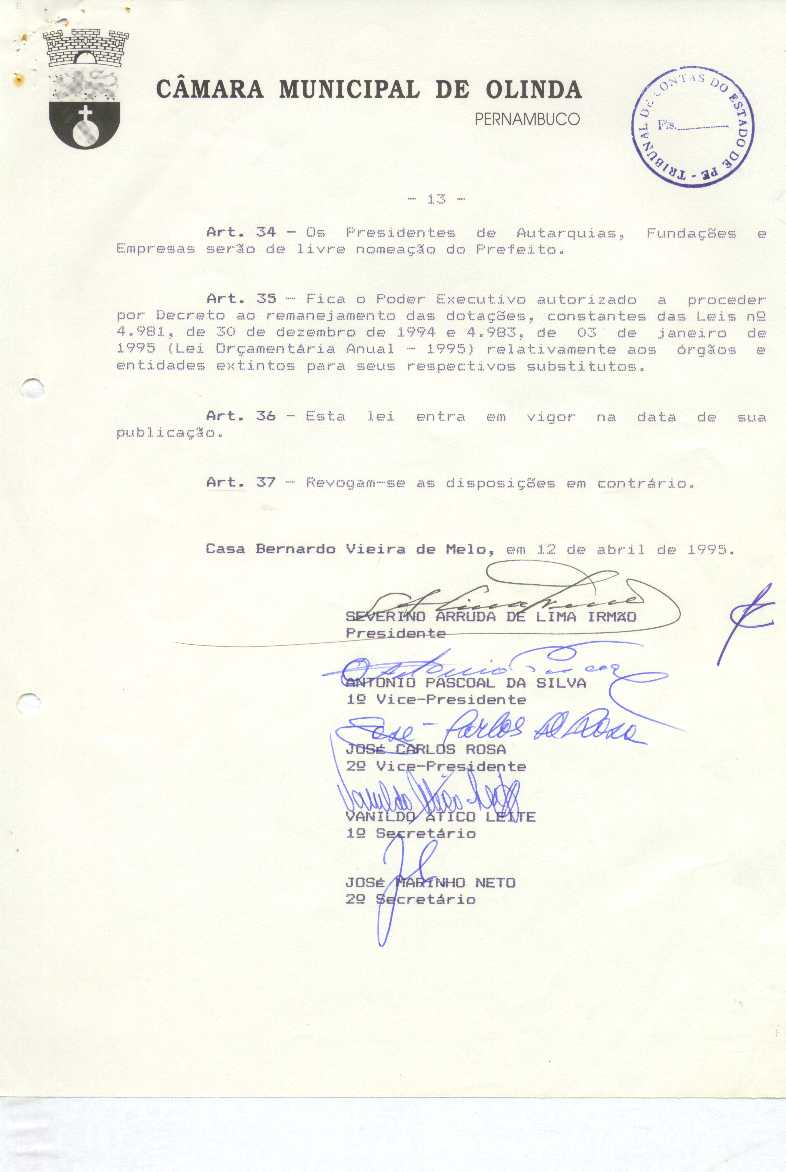 CÂMARA MUNICIPAL DE OLINDA
PERNAMBUCO
TRIBUNAL DE CONTAS DO ESTADO DE PE -
Fls.
- 13 -
Art. 34 - Os Presidentes de Autarquias, Fundações e
Empresas serão de livre nomeação do Prefeito.
Art. 35 - Fica o Poder Executivo autorizado a proceder
por Decreto ao remanejamento das dotações, constantes das Leis nº
4.981, de 30 de dezembro de 1994 e 4.983, de 03 de janeiro de
1995 (Lei Orçamentária Anual - 1995) relativamente aos órgãos e
entidades extintos para seus respectivos substitutos.
Art. 36 - Esta lei entra em vigor na data de sua
publicação.
Art. 37 - Revogam-se as disposições em contrário.
Casa Bernardo Vieira de Melo, em 12 de abril de 1995.
SEVERINO ARRUDA DE LIMA IRMÃO
Presidente
ANTONIO PASCOAL DA SILVA
1º Vice-Presidente
José Carlos de Rosa
JOSÉ CARLOS ROSA
2º Vice-Presidente
VANILDO ÁTICO LEITE
1º Secretário
JOSÉ MARINHO NETO
2º Secretário